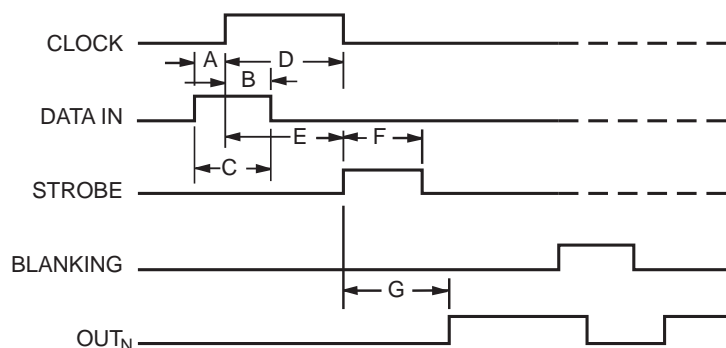 CLOCK
A D
B
DATA IN
E F
C
STROBE
BLANKING
G
OUTN